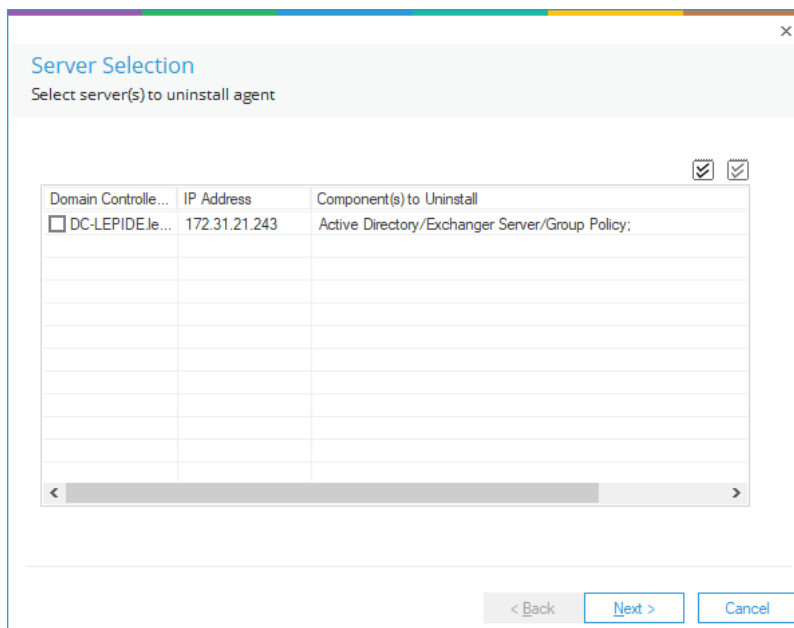 Server Selection
Select server(s) to uninstall agent
Domain Controlle... IP Address Component(s) to Uninstall
DC-LEPIDE.le... 172.31.21.243 Active Directory/Exchanger Server/Group Policy;
< Back Next > Cancel